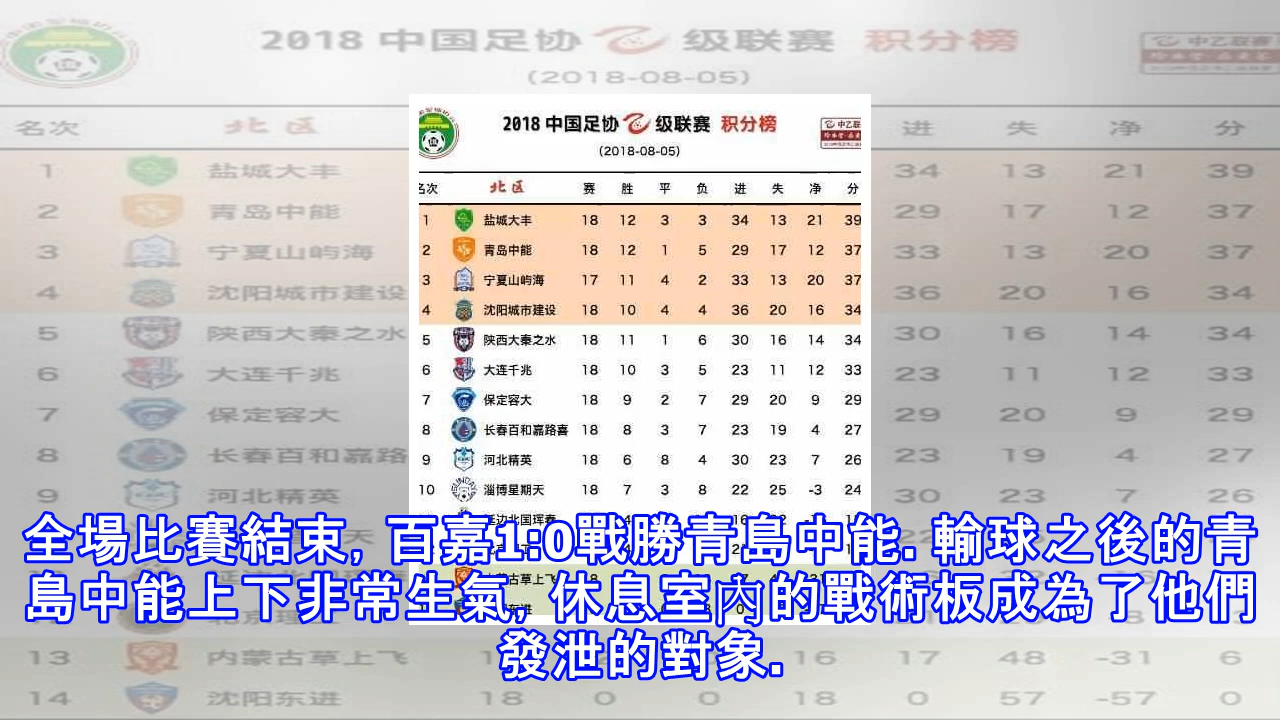 2018 中国足协 乙 级联赛 积分榜
(2018-08-05)
中乙联
名次 北区 赛 胜 平 负 进 失 净 分
1 盐城大丰 18 12 3 3 34 13 21 39
2 青岛中能 18 12 1 5 29 17 12 37
3 宁夏山屿海 17 11 4 2 33 13 20 37
4 沈阳城市建设 18 10 4 4 36 20 16 34
5 陕西大秦之水 18 11 1 6 30 16 14 34
6 大连千兆 18 10 3 5 23 11 12 33
7 保定容大 18 9 2 7 29 20 9 29
8 长春百和嘉路喜 18 8 3 7 23 19 4 27
9 河北精英 18 6 8 4 30 23 7 26
10 淄博星期天 18 7 3 8 22 25 -3 24
全場比賽結束, 百嘉1:0戰勝青島中能. 輸球之後的青
島中能上下非常生氣, 休息室內的戰術板成為了他們
發泄的對象.
13 内蒙古草上飞 16 17 48 -31 6
14 沈阳东进 18 0 0 18 0 57 -57 0